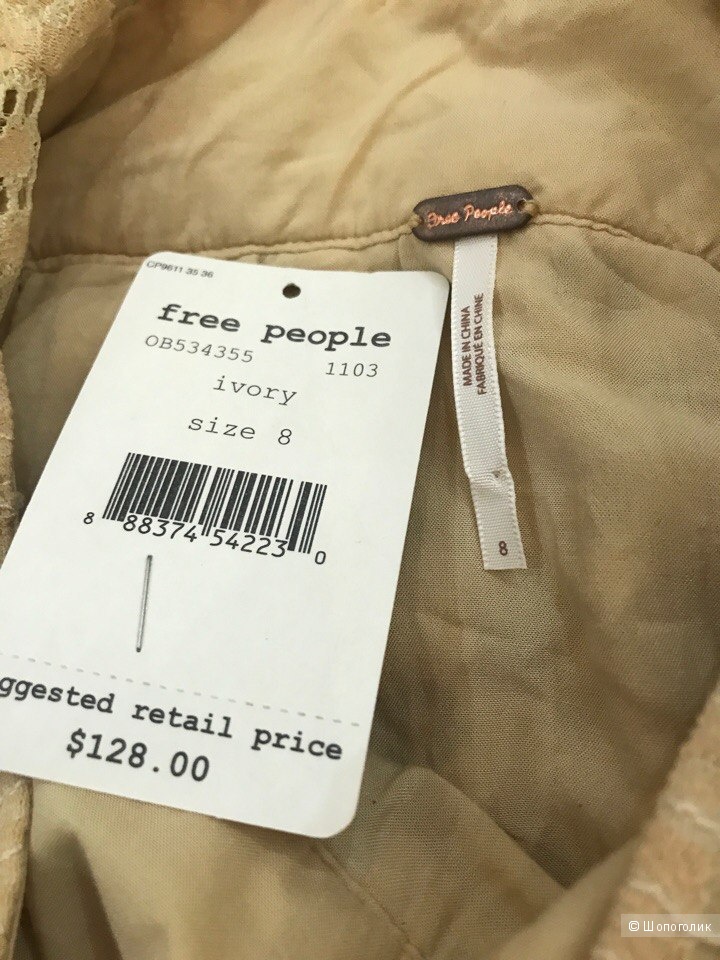 CP9611 35 36
free people
OB534355 1103
ivory
size 8
8 88374 54223 0
ggested retail price
$128.00
Free People
MADE IN CHINA
FABRIQUÉ EN CHINE
8
© Шопоголик